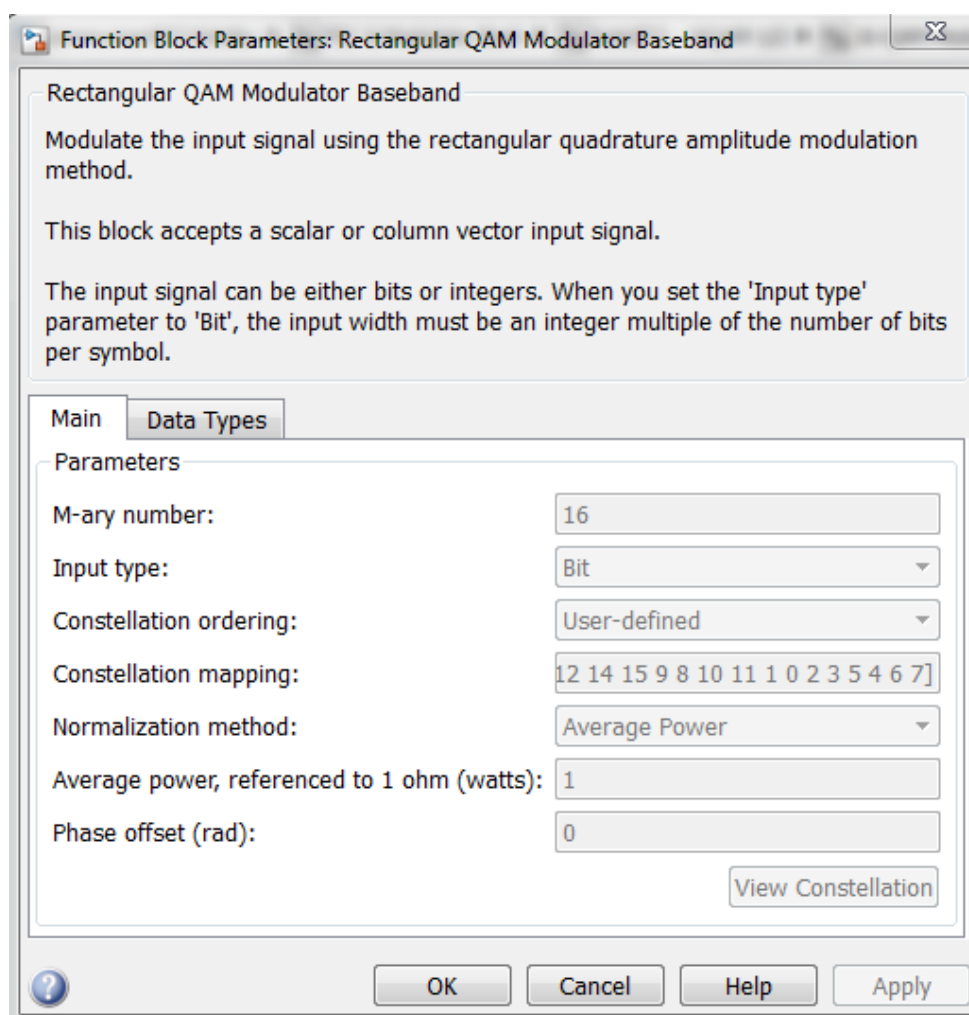 Function Block Parameters: Rectangular QAM Modulator Baseband
Rectangular QAM Modulator Baseband
Modulate the input signal using the rectangular quadrature amplitude modulation
method.
This block accepts a scalar or column vector input signal.
The input signal can be either bits or integers. When you set the 'Input type'
parameter to 'Bit', the input width must be an integer multiple of the number of bits
per symbol.
Main Data Types
Parameters
M-ary number: 16
Input type: Bit
Constellation ordering: User-defined
Constellation mapping: 12 14 15 9 8 10 11 1 0 2 3 5 4 6 7]
Normalization method: Average Power
Average power, referenced to 1 ohm (watts): 1
Phase offset (rad): 0
View Constellation
? OK Cancel Help Apply